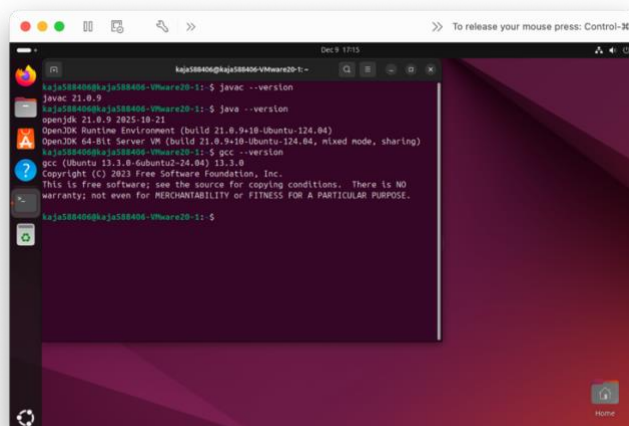 To release your mouse press: Control-⌘
Dec 9 17:15
kaja588406@kaja588406-VMware20-1: ~
kaja588406@kaja588406-VMware20-1:~$ javac --version
javac 21.0.9
kaja588406@kaja588406-VMware20-1:~$ java --version
openjdk 21.0.9 2025-10-21
OpenJDK Runtime Environment (build 21.0.9+10-Ubuntu-124.04)
OpenJDK 64-Bit Server VM (build 21.0.9+10-Ubuntu-124.04, mixed mode, sharing)
kaja588406@kaja588406-VMware20-1:~$ gcc --version
gcc (Ubuntu 13.3.0-6ubuntu2~24.04) 13.3.0
Copyright (C) 2023 Free Software Foundation, Inc.
This is free software; see the source for copying conditions.  There is NO
warranty; not even for MERCHANTABILITY or FITNESS FOR A PARTICULAR PURPOSE.
kaja588406@kaja588406-VMware20-1:~$
Home